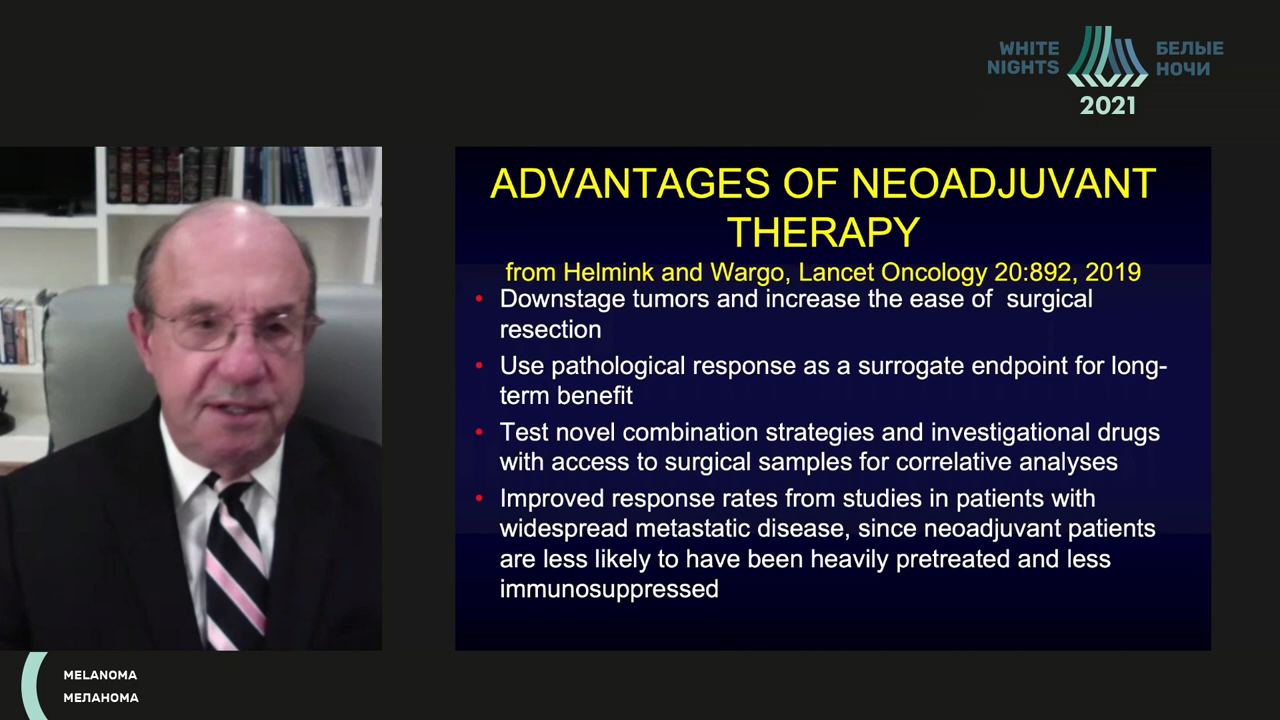 WHITE NIGHTS
БЕЛЫЕ НОЧИ
2021
ADVANTAGES OF NEOADJUVANT
THERAPY
from Helmink and Wargo, Lancet Oncology 20:892, 2019
• Downstage tumors and increase the ease of surgical
resection
• Use pathological response as a surrogate endpoint for long-
term benefit
• Test novel combination strategies and investigational drugs
with access to surgical samples for correlative analyses
• Improved response rates from studies in patients with
widespread metastatic disease, since neoadjuvant patients
are less likely to have been heavily pretreated and less
immunosuppressed
MELANOMA
МЕЛАНОМА